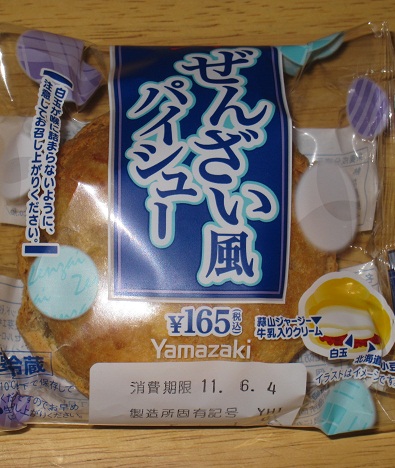 ぜんざい風
パイシュー
白玉が喉に詰まらないように、
注意してお召し上がりください。
¥165 税込
Yamazaki
蒜山ジャージー
牛乳入りクリーム
白玉
北海道小豆
イラストはイメージで
冷蔵
消費期限 11. 6. 4
製造所固有記号 YH